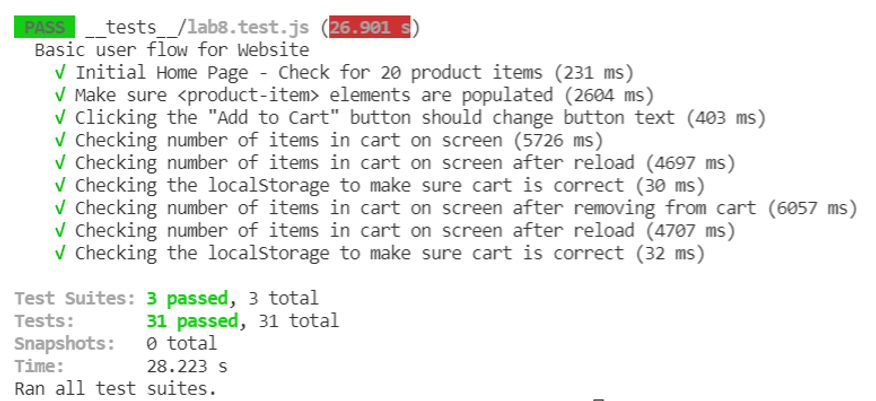 PASS __tests__/lab8.test.js (26.901 s)
Basic user flow for Website
√ Initial Home Page - Check for 20 product items (231 ms)
√ Make sure <product-item> elements are populated (2604 ms)
√ Clicking the "Add to Cart" button should change button text (403 ms)
√ Checking number of items in cart on screen (5726 ms)
√ Checking number of items in cart on screen after reload (4697 ms)
√ Checking the localStorage to make sure cart is correct (30 ms)
√ Checking number of items in cart on screen after removing from cart (6057 ms)
√ Checking number of items in cart on screen after reload (4707 ms)
√ Checking the localStorage to make sure cart is correct (32 ms)
Test Suites: 3 passed, 3 total
Tests: 31 passed, 31 total
Snapshots: 0 total
Time: 28.223 s
Ran all test suites.